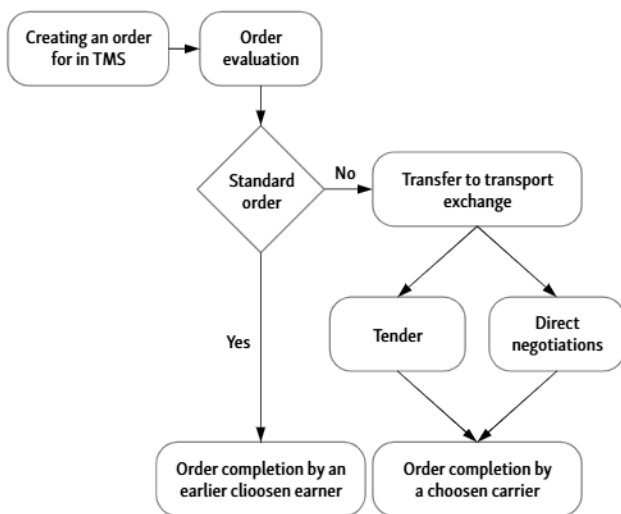 Creating an order
for in TMS
Order
evaluation
Standard
order
No
Transfer to transport
exchange
Yes
Tender
Direct
negotiations
Order completion by an
earlier clioosen earner
Order completion by
a choosen carrier